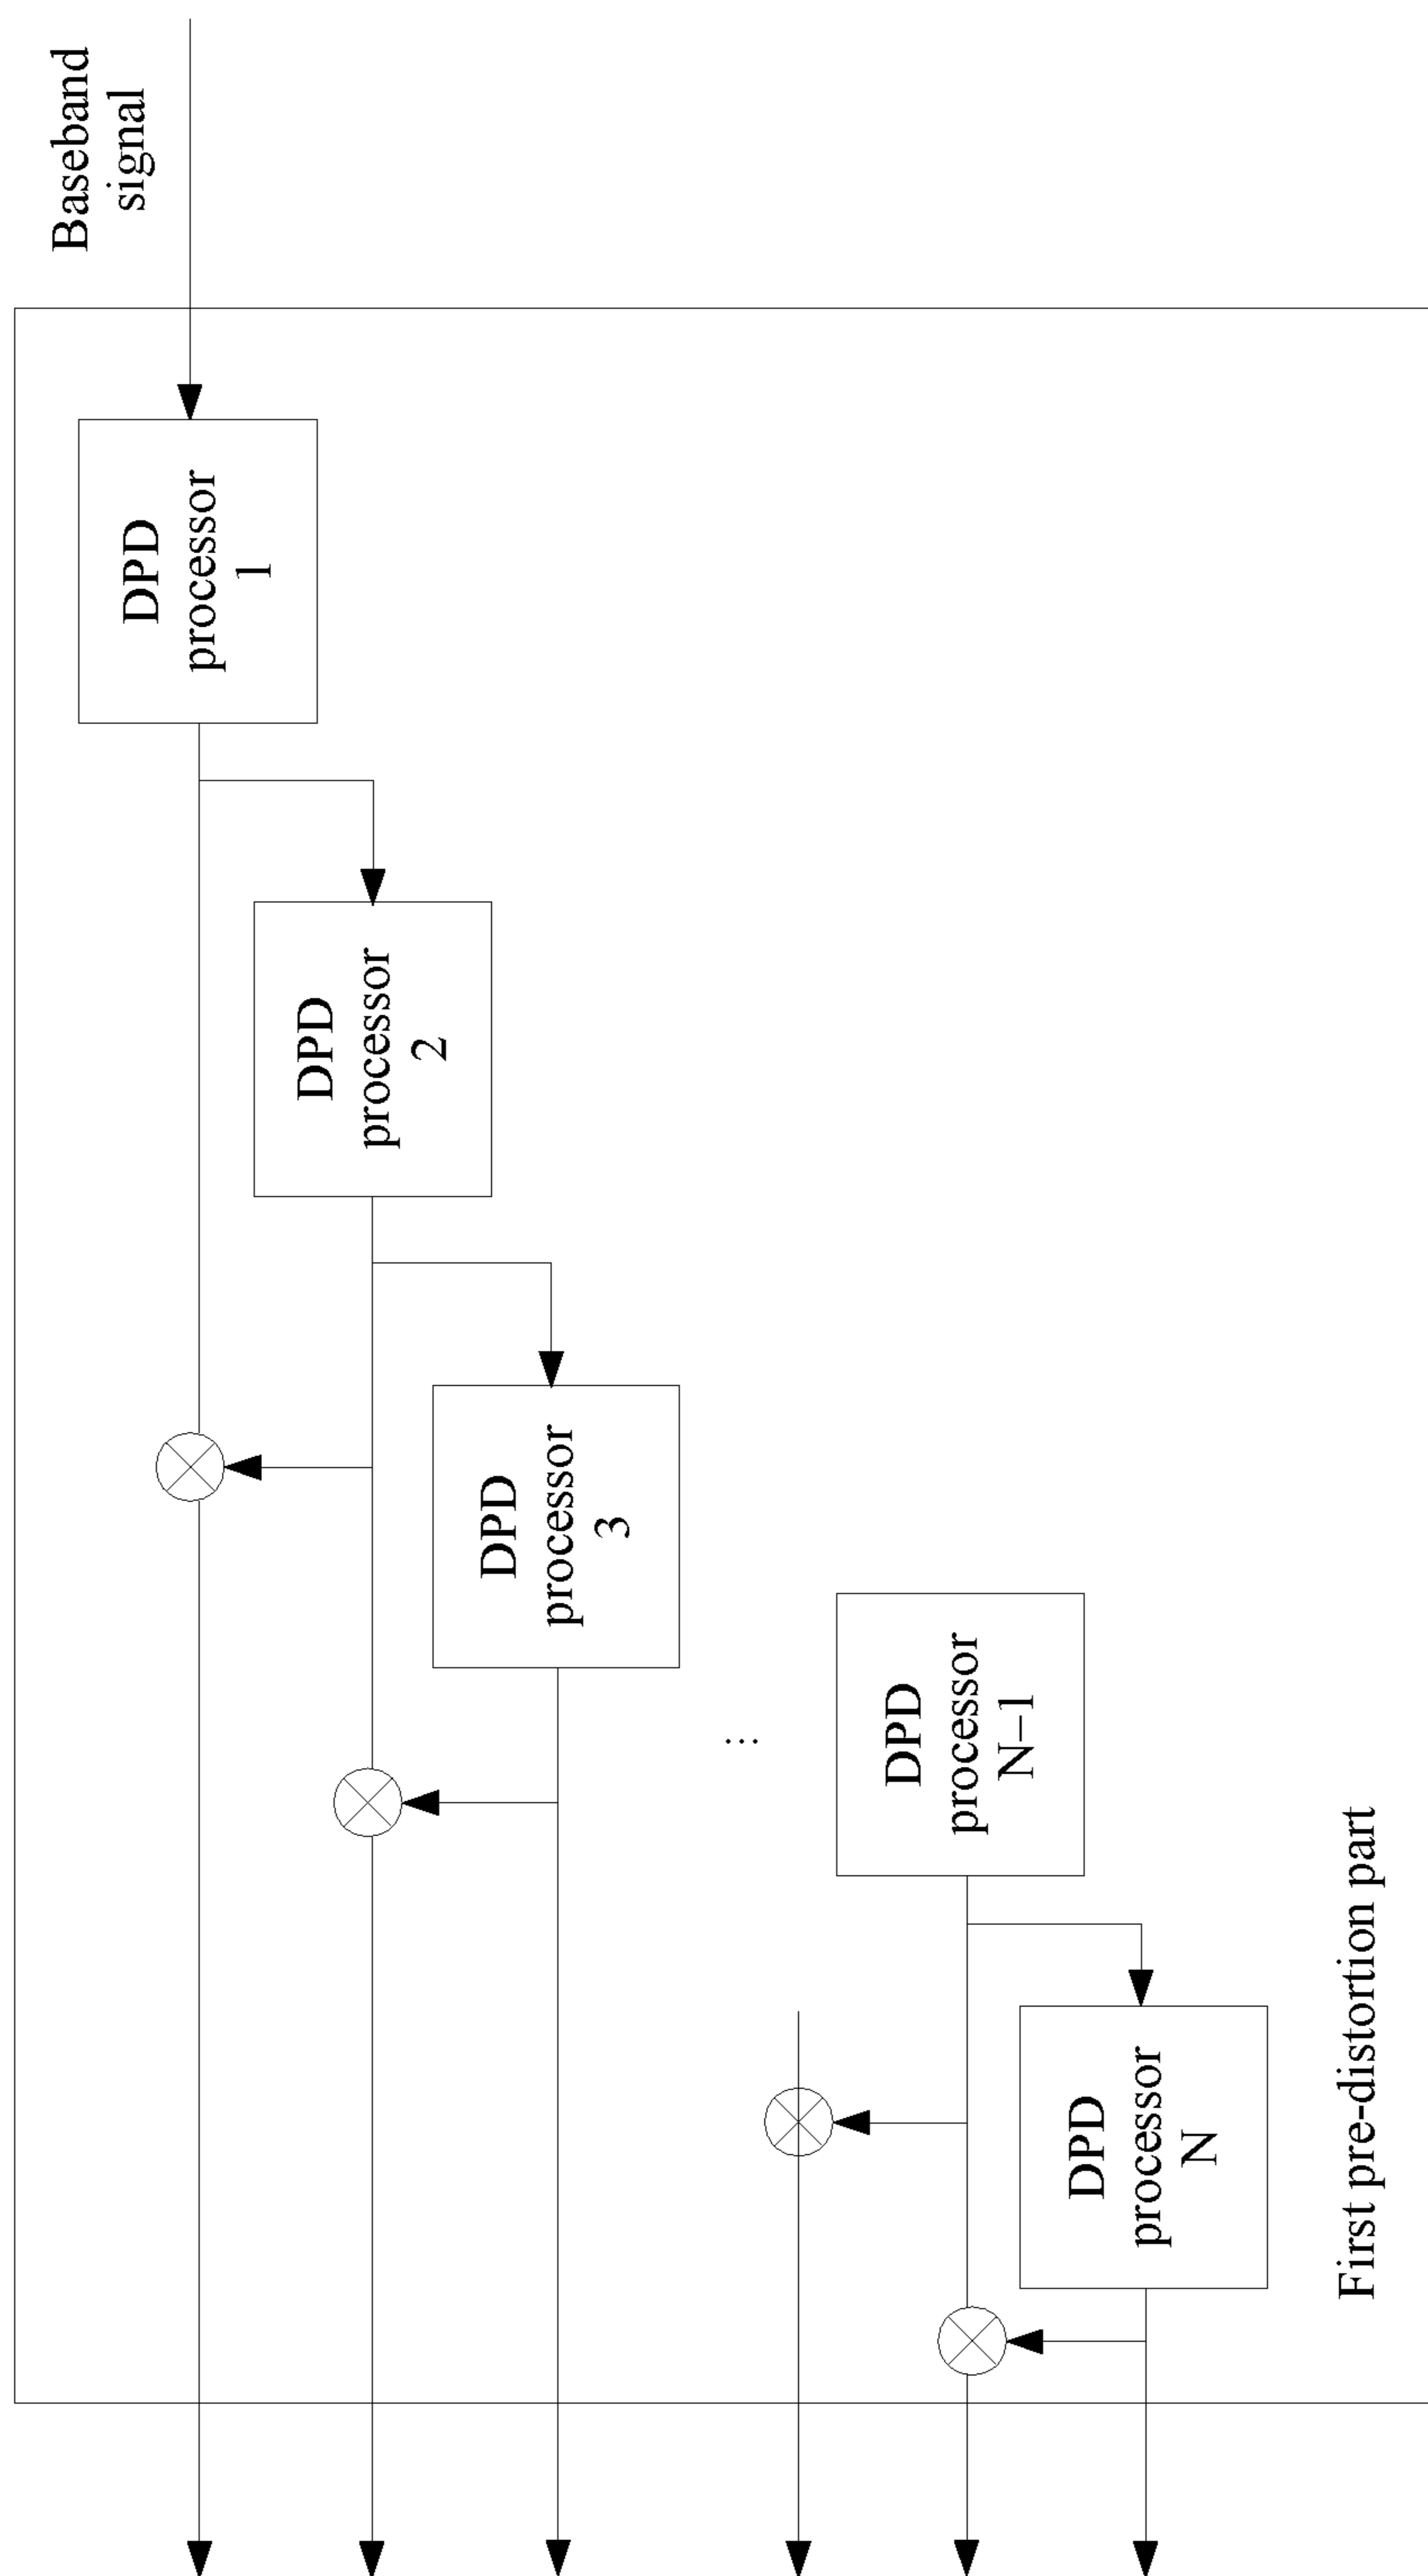 Baseband
signal
DPD
processor
1
DPD
processor
2
DPD
processor
3
...
DPD
processor
N–1
DPD
processor
N
First pre-distortion part